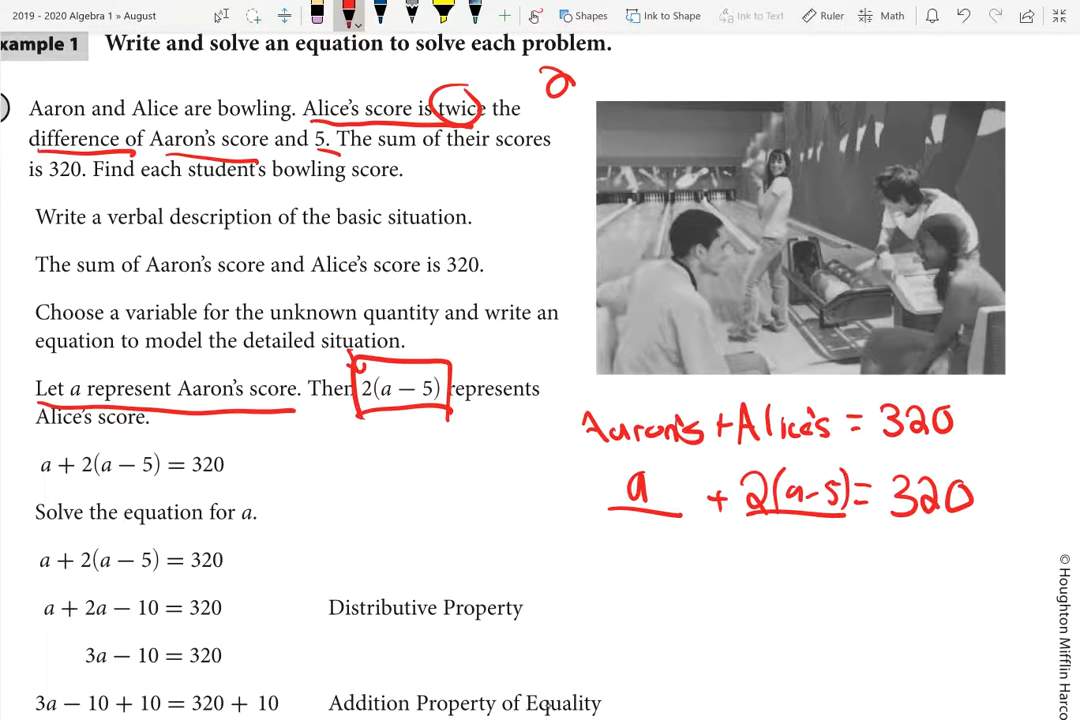 2019 - 2020 Algebra 1 » August
Shapes
Ink to Shape
Ink to Text
Ruler
Math
xample 1 Write and solve an equation to solve each problem.
Aaron and Alice are bowling. Alice's score is twice the
difference of Aaron's score and 5. The sum of their scores
is 320. Find each student's bowling score.
2
Write a verbal description of the basic situation.
The sum of Aaron's score and Alice's score is 320.
Choose a variable for the unknown quantity and write an
equation to model the detailed situation.
Let a represent Aaron's score. Then 2(a – 5) represents
Alice's score.
a + 2(a – 5) = 320
Solve the equation for a.
a + 2(a – 5) = 320
a + 2a – 10 = 320 Distributive Property
3a – 10 = 320
3a – 10 + 10 = 320 + 10 Addition Property of Equality
Aaron's + Alice's = 320
a + 2(a-5) = 320
© Houghton Mifflin Harco